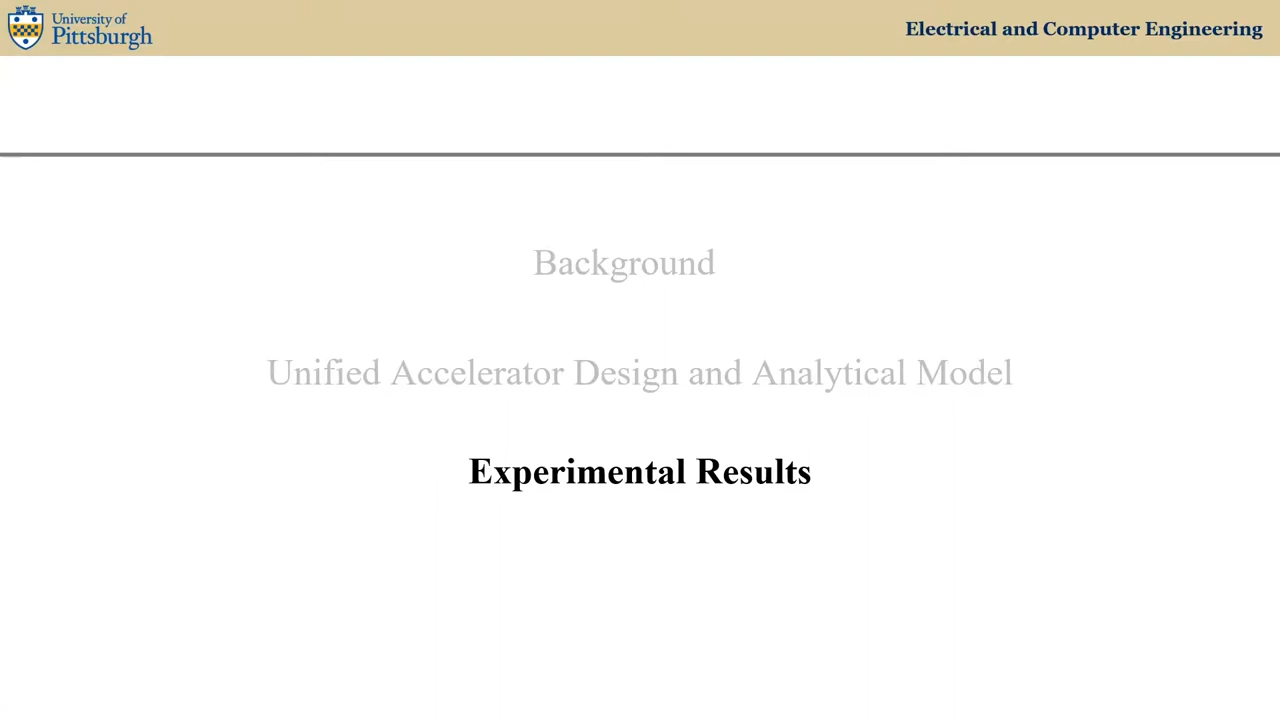 University of
Pittsburgh
Electrical and Computer Engineering
Background
Unified Accelerator Design and Analytical Model
Experimental Results